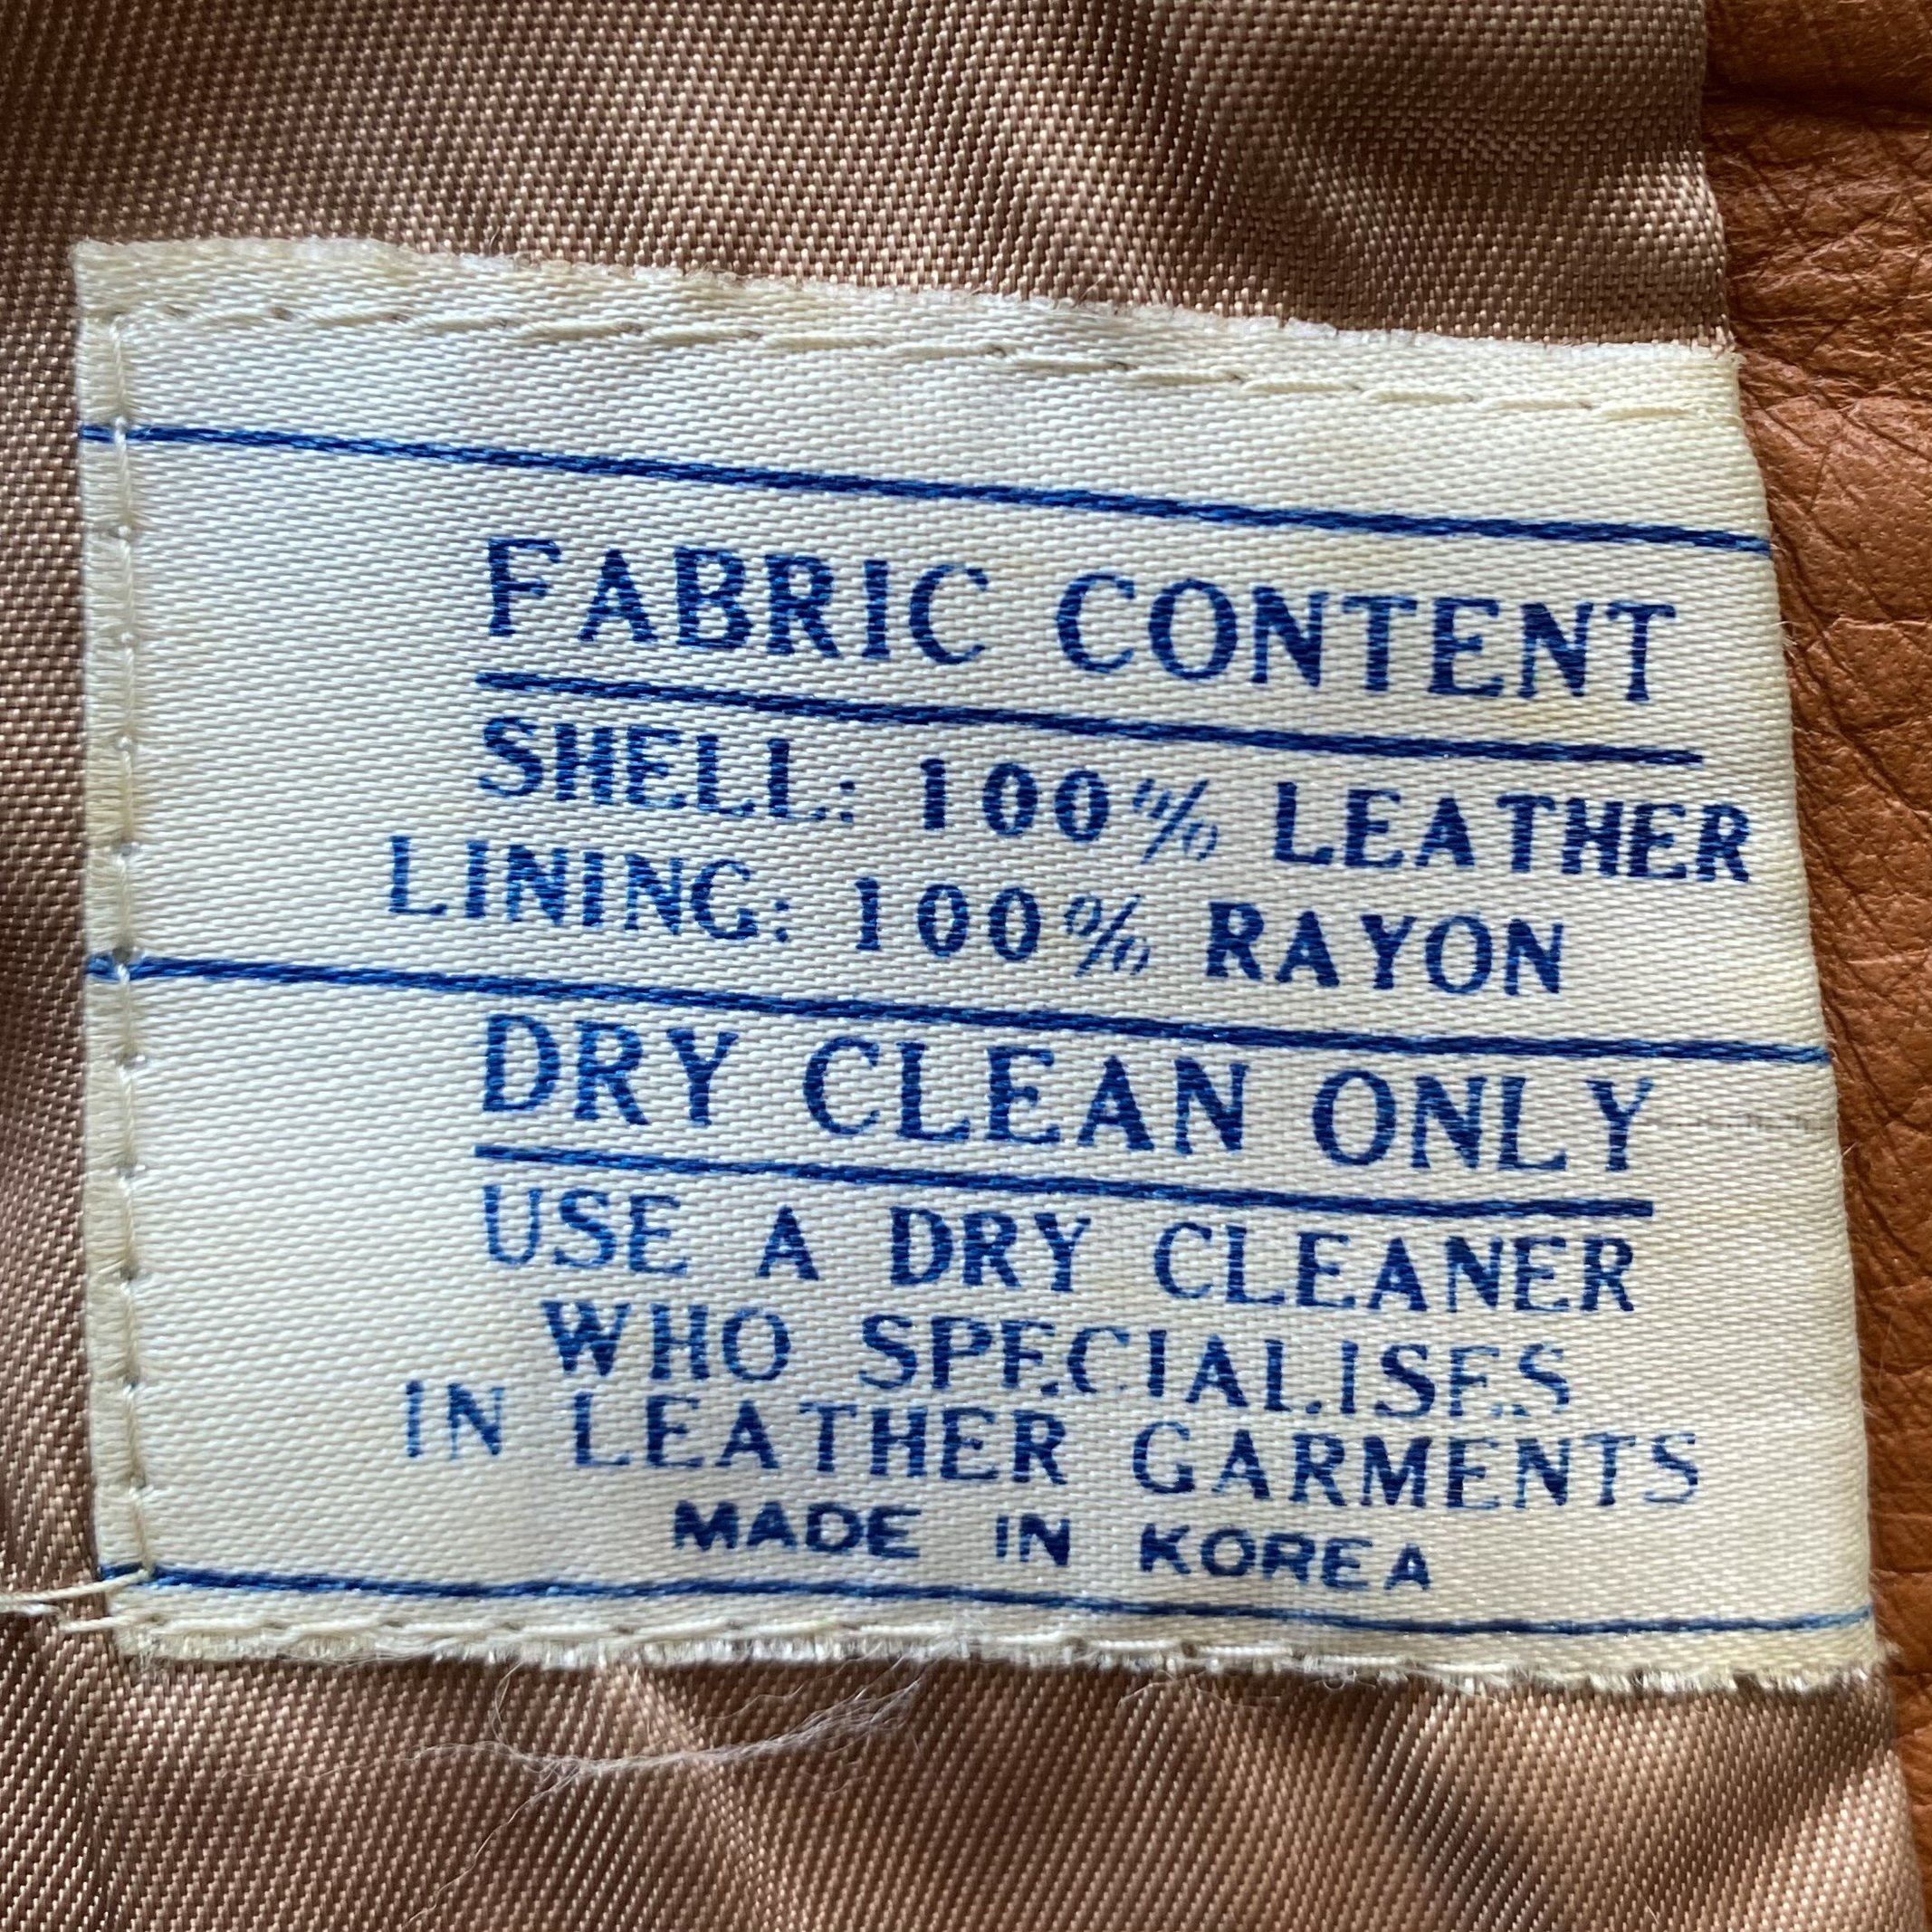 FABRIC CONTENT
SHELL: 100% LEATHER
LINING: 100% RAYON
DRY CLEAN ONLY
USE A DRY CLEANER
WHO SPECIALISES
IN LEATHER GARMENTS
MADE IN KOREA